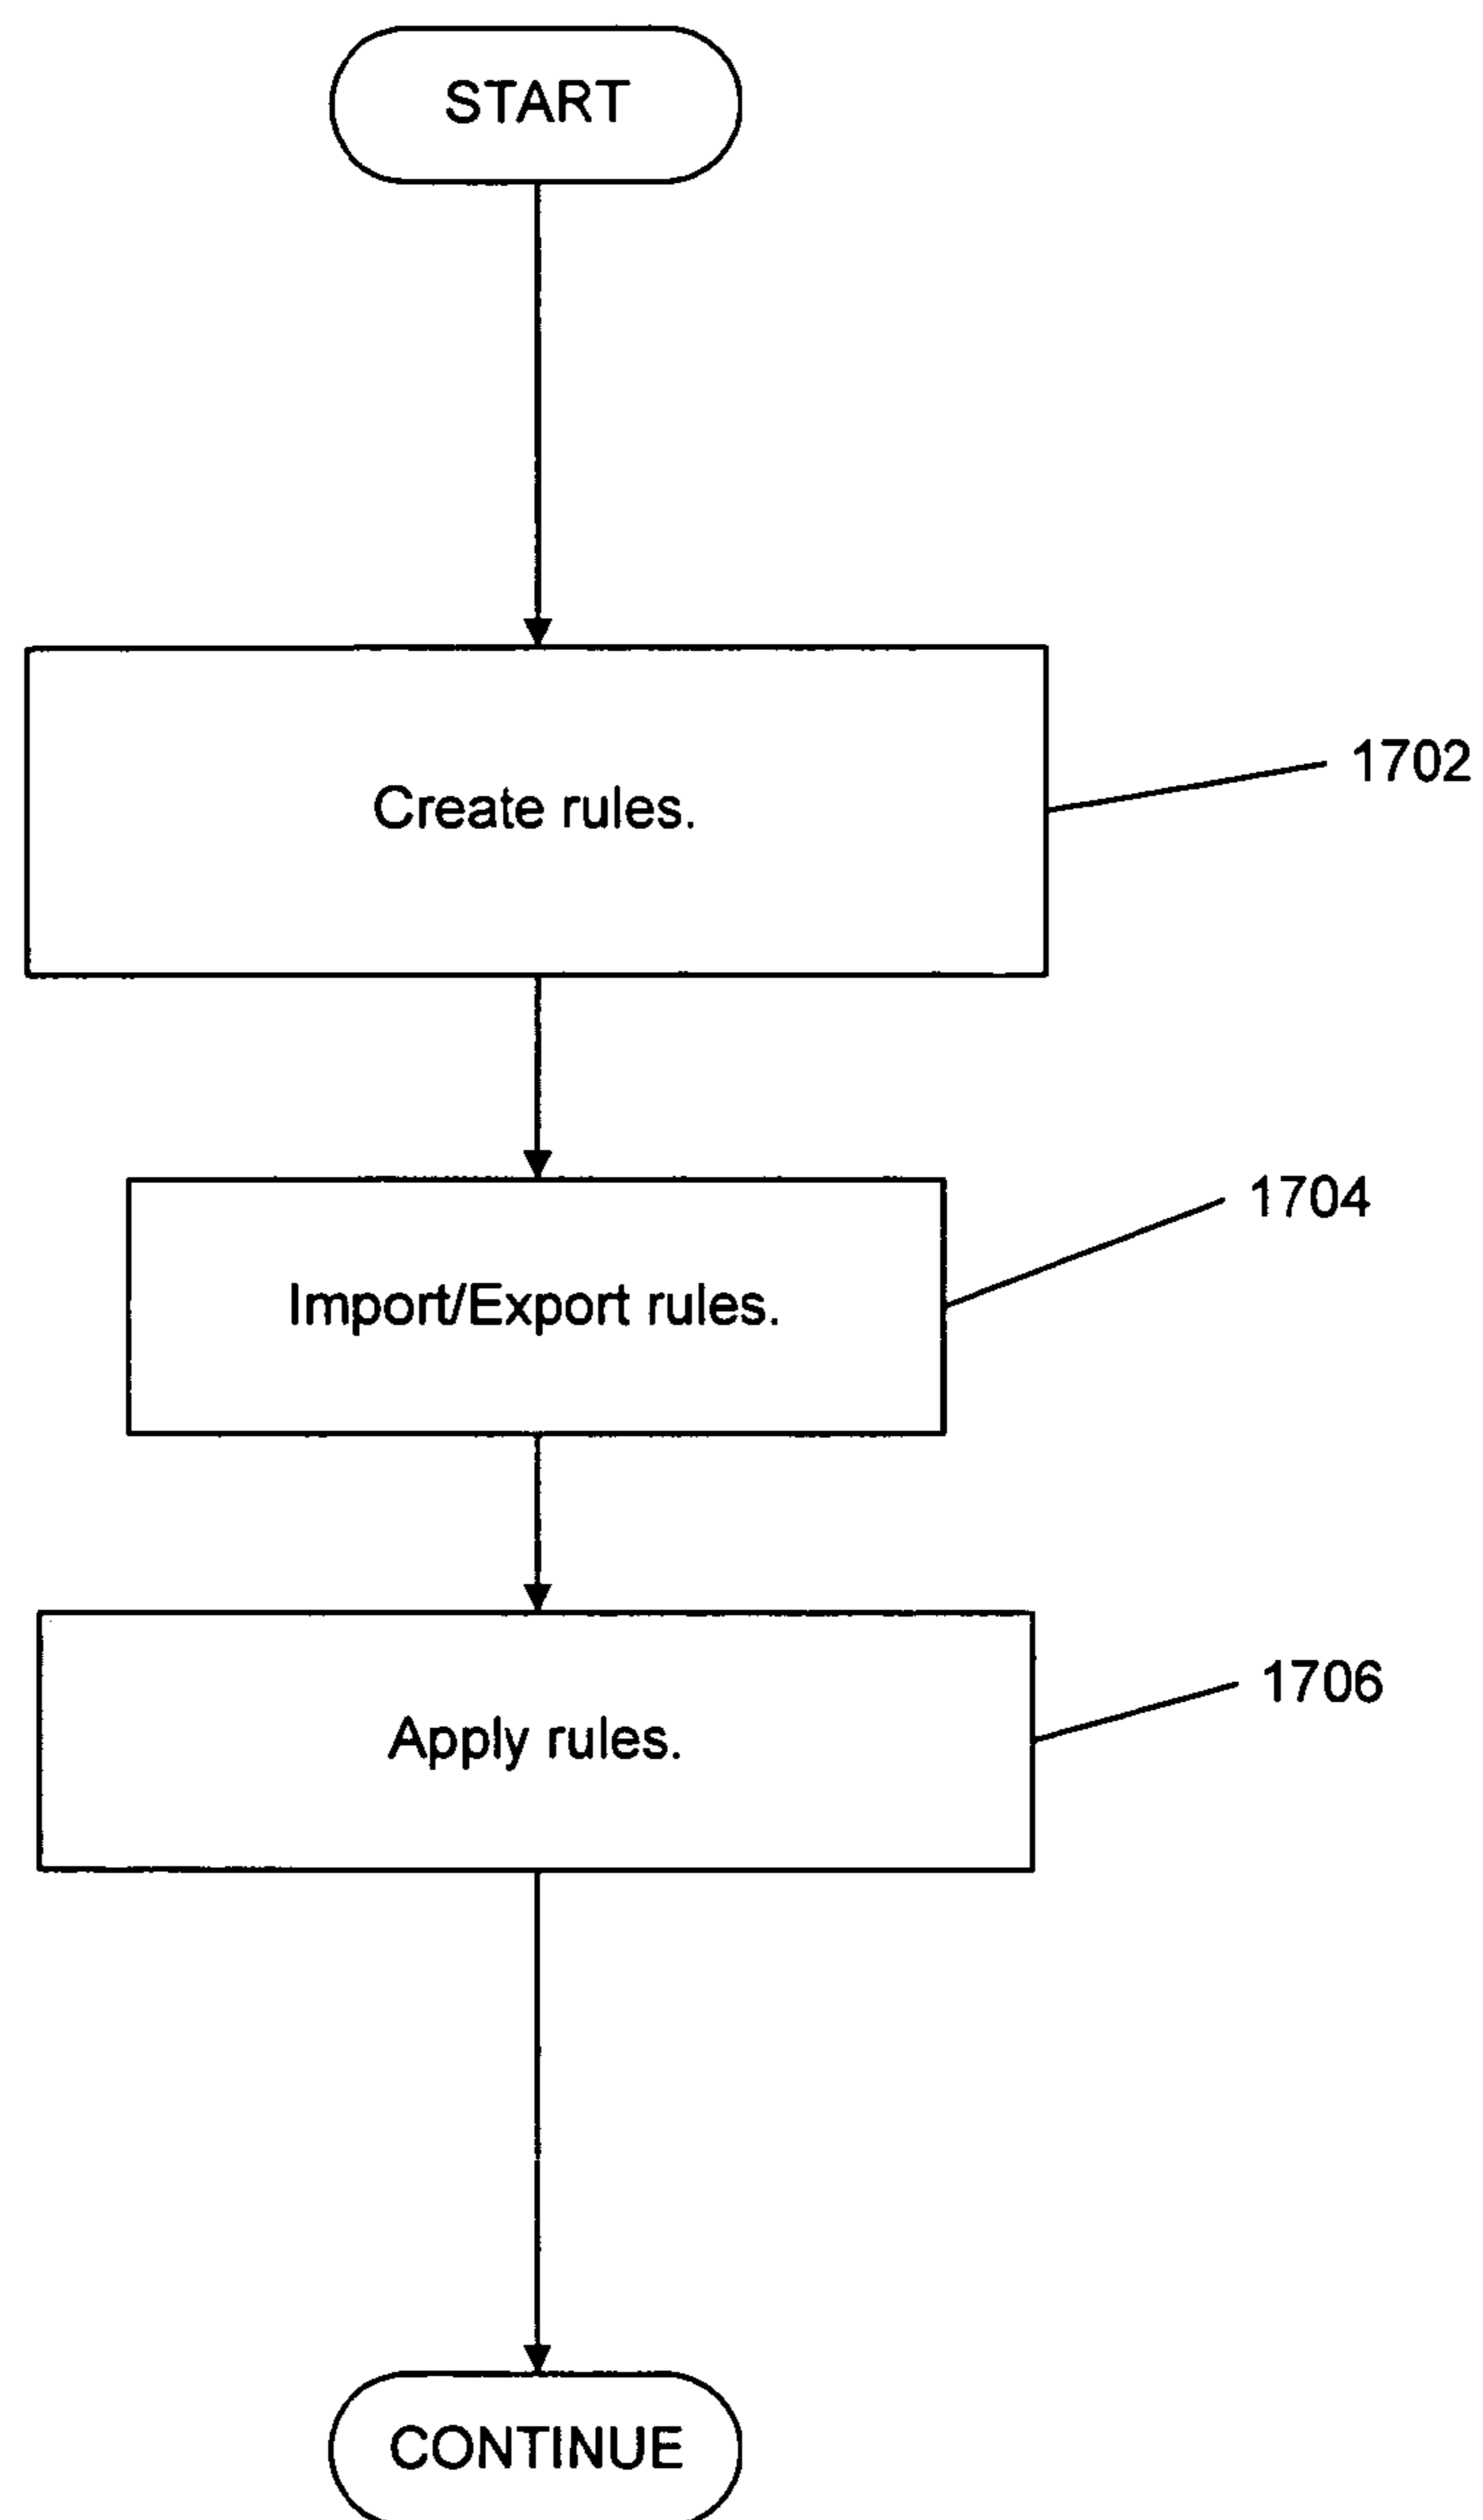 START
Create rules.
1702
Import/Export rules.
1704
Apply rules.
1706
CONTINUE